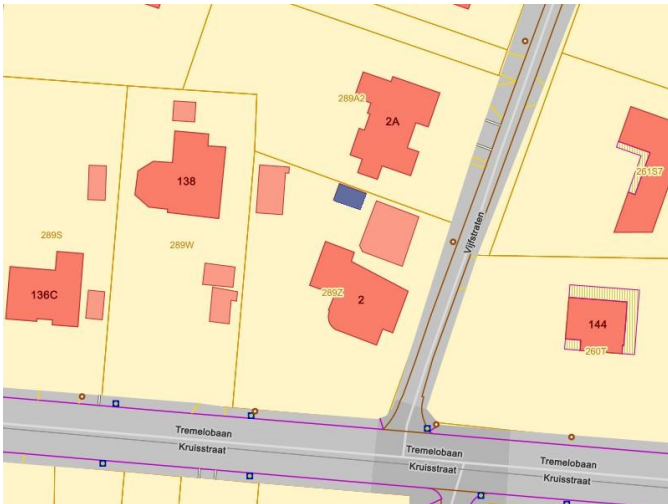 289A2
2A
138
261S7
289S
289W
Vijfstraten
136C
289Z
2
144
260T
Tremelobaan
Kruisstraat
Tremelobaan
Kruisstraat
Tremelobaan
Kruisstraat